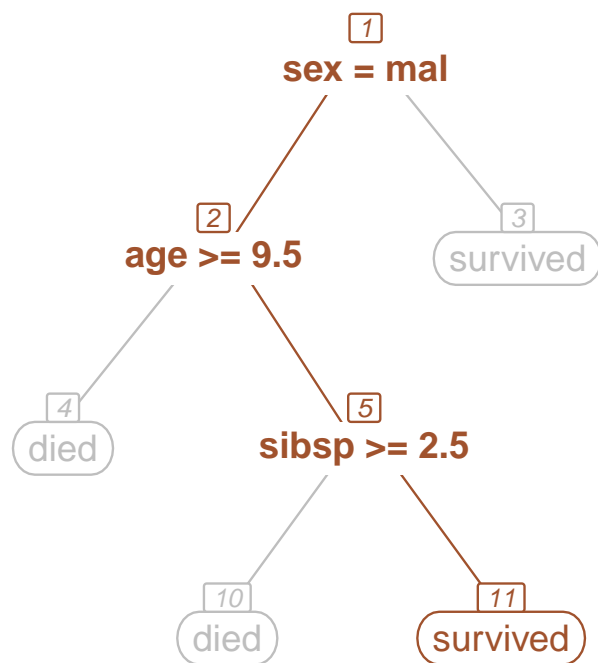 1
sex = mal
2
3
age >= 9.5
survived
4
5
died
sibsp >= 2.5
10
11
died
survived